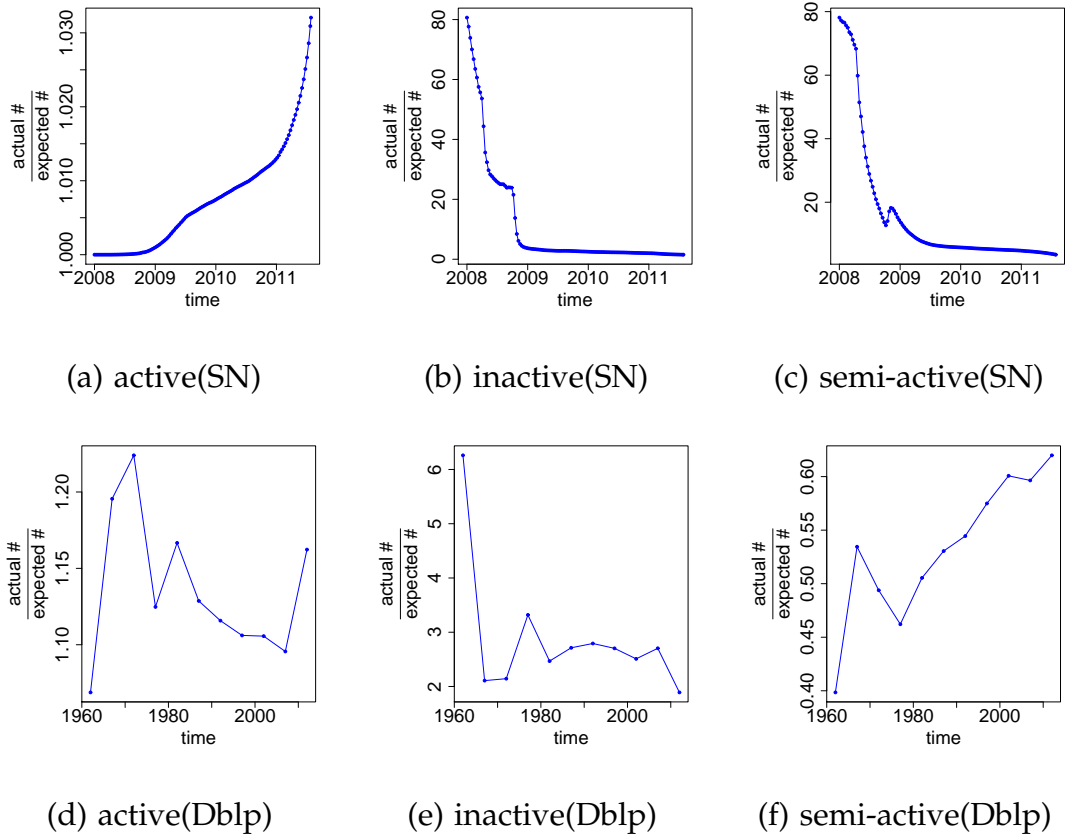 1.030
1.020
1.010
1.000
actual #
expected #
2008 2009 2010 2011
time
(a) active(SN)
80
60
40
20
0
actual #
expected #
2008 2009 2010 2011
time
(b) inactive(SN)
80
60
40
20
actual #
expected #
2008 2009 2010 2011
time
(c) semi-active(SN)
1.20
1.15
1.10
actual #
expected #
1960 1980 2000
time
(d) active(Dblp)
6
5
4
3
2
actual #
expected #
1960 1980 2000
time
(e) inactive(Dblp)
0.60
0.55
0.50
0.45
0.40
actual #
expected #
1960 1980 2000
time
(f) semi-active(Dblp)